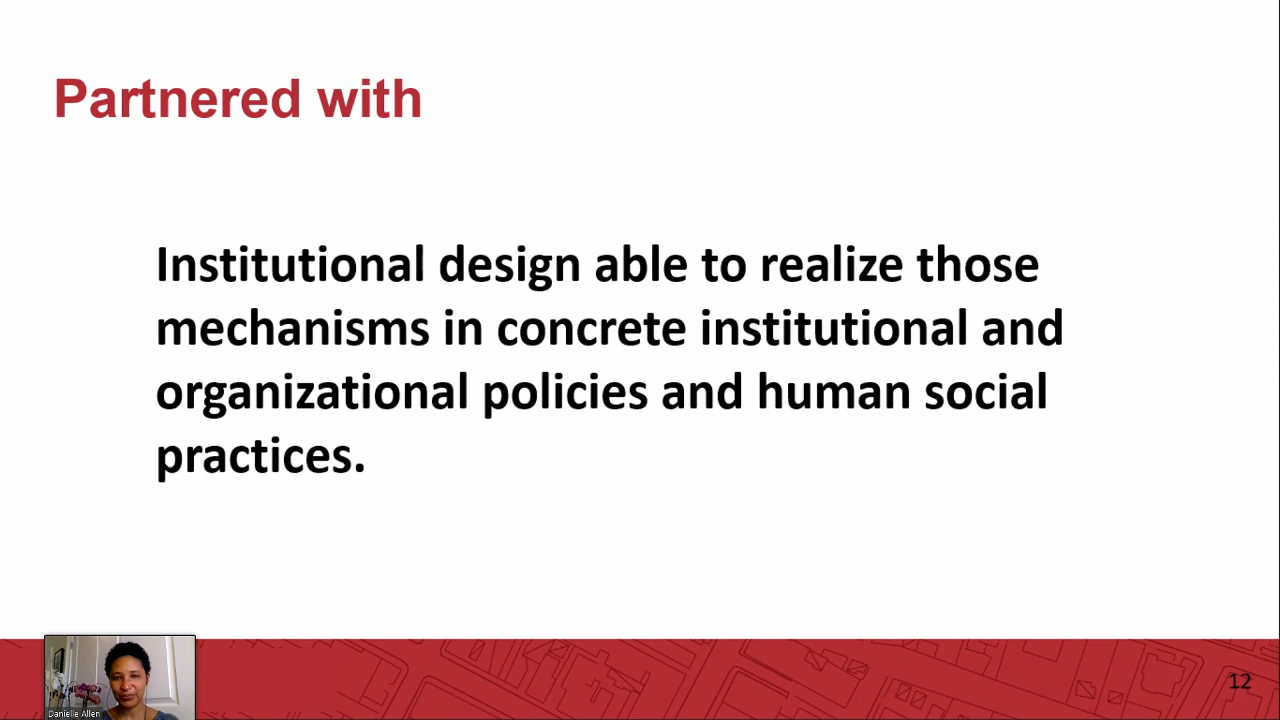 Partnered with
Institutional design able to realize those
mechanisms in concrete institutional and
organizational policies and human social
practices.
Danielle Allen
12